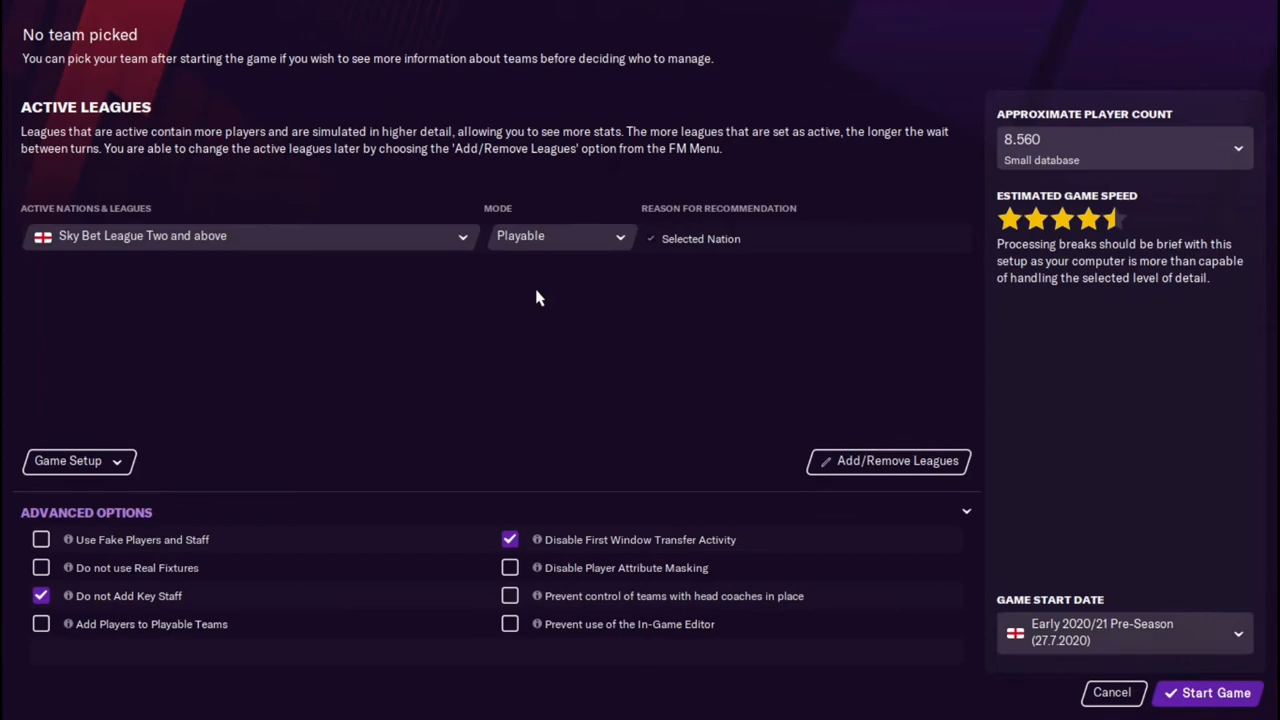 No team picked
You can pick your team after starting the game if you wish to see more information about teams before deciding who to manage.
ACTIVE LEAGUES
Leagues that are active contain more players and are simulated in higher detail, allowing you to see more stats. The more leagues that are set as active, the longer the wait
between turns. You are able to change the active leagues later by choosing the 'Add/Remove Leagues' option from the FM Menu.
ACTIVE NATIONS & LEAGUES
MODE
REASON FOR RECOMMENDATION
Sky Bet League Two and above
Playable
Selected Nation
Game Setup
Add/Remove Leagues
ADVANCED OPTIONS
Use Fake Players and Staff
Disable First Window Transfer Activity
Do not use Real Fixtures
Disable Player Attribute Masking
Do not Add Key Staff
Prevent control of teams with head coaches in place
Add Players to Playable Teams
Prevent use of the In-Game Editor
APPROXIMATE PLAYER COUNT
8.560
Small database
ESTIMATED GAME SPEED
Processing breaks should be brief with this
setup as your computer is more than capable
of handling the selected level of detail.
GAME START DATE
Early 2020/21 Pre-Season
(27.7.2020)
Cancel
Start Game